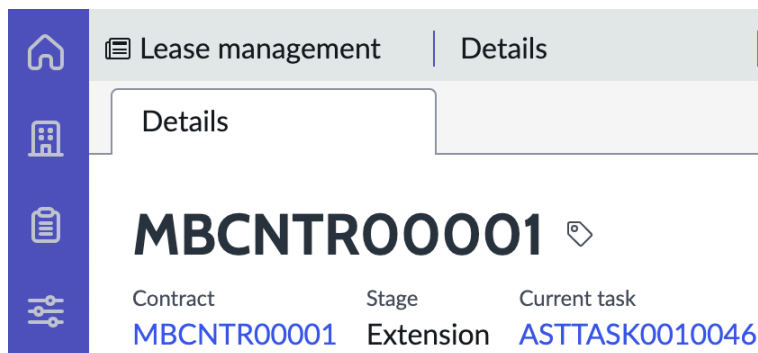 Lease management Details
Details
MBCNTR00001
Contract Stage Current task
MBCNTR00001 Extension ASTTASK0010046